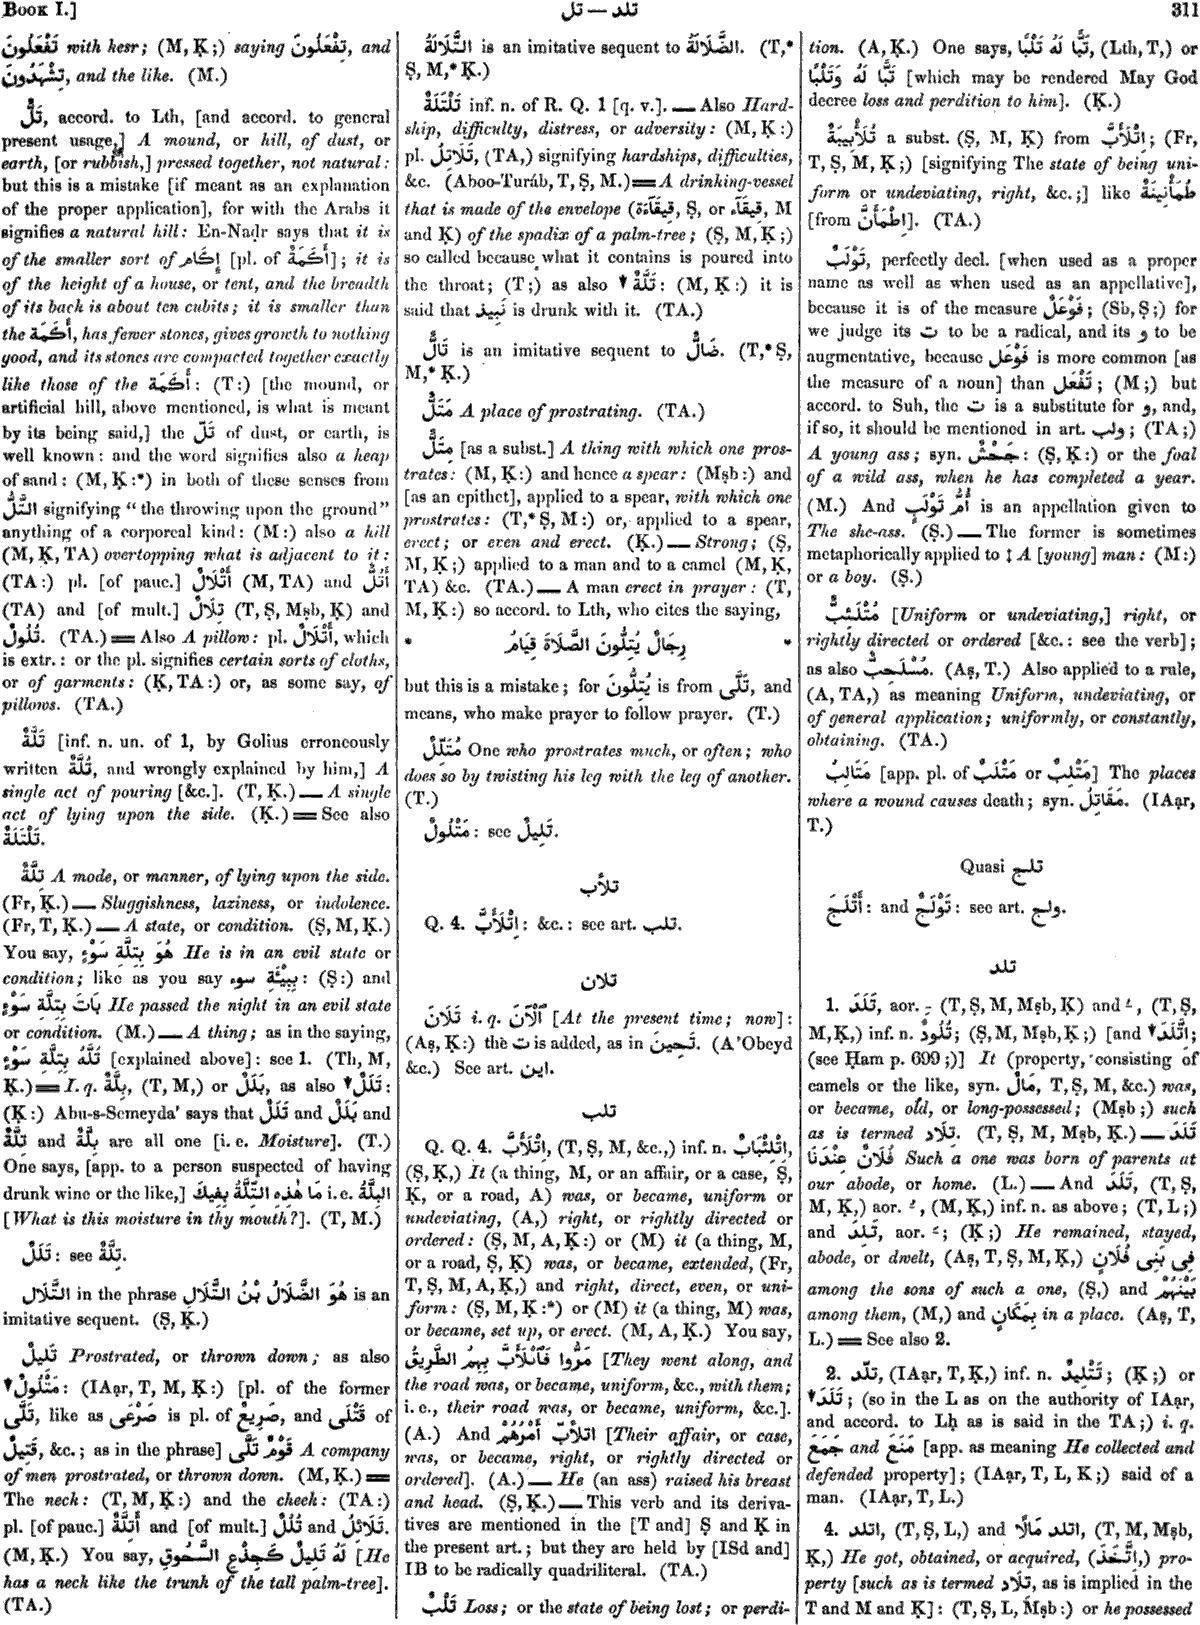 BOOK I.]
تلد — تل
311
تَفْعَلُونَ with kesr; (M, Ḳ;) saying تِفْعَلُونَ, and
تِشْهَدُونَ, and the like. (M.)
تَلٌّ, accord. to Lth, [and accord. to general
present usage,] A mound, or hill, of dust, or
earth, [or rubbish,] pressed together, not natural:
but this is a mistake [if meant as an explanation
of the proper application], for with the Arabs it
signifies a natural hill: En-Naḍr says that it is
of the smaller sort of إِكَام [pl. of أَكَمَةٌ]; it is
of the height of a house, or tent, and the breadth
of its back is about ten cubits; it is smaller than
the أَكَمَة, has fewer stones, gives growth to nothing
good, and its stones are compacted together exactly
like those of the أَكَمَة: (T:) [the mound, or
artificial hill, above mentioned, is what is meant
by its being said,] the تَلّ of dust, or earth, is
well known: and the word signifies also a heap
of sand: (M, Ḳ:*) in both of these senses from
التَّلُّ signifying “the throwing upon the ground”
anything of a corporeal kind: (M:) also a hill
(M, Ḳ, TA) overtopping what is adjacent to it:
(TA:) pl. [of pauc.] أَتْلَالٌ (M, TA) and أَتُلٌّ
(TA) and [of mult.] تِلَالٌ (T, Ṣ, Mṣb, Ḳ) and
تُلُولٌ. (TA.) == Also A pillow: pl. أَتْلَالٌ, which
is extr.: or the pl. signifies certain sorts of cloths,
or of garments: (Ḳ, TA:) or, as some say, of
pillows. (TA.)
تَلَّةٌ [inf. n. un. of 1, by Golius erroneously
written تُلَّةٌ, and wrongly explained by him,] A
single act of pouring [&c.]. (T, Ḳ.) — A single
act of lying upon the side. (Ḳ.) == See also
تَلْتَلَةٌ.
تِلَّةٌ A mode, or manner, of lying upon the side.
(Fr, Ḳ.) — Sluggishness, laziness, or indolence.
(Fr, T, Ḳ.) — A state, or condition. (Ṣ, M, Ḳ.)
You say, هُوَ بِتِلَّةِ سَوْءٍ He is in an evil state or
condition; like as you say بِبِيْئَةِ سوء: (Ṣ:) and
بَاتَ بِتِلَّةِ سَوْءٍ He passed the night in an evil state
or condition. (M.) — A thing; as in the saying,
تَلَّهُ بِتِلَّةِ سَوْءٍ [explained above]: see 1. (Th, M,
Ḳ.) == I. q. بِلَّةٌ, (T, M,) or بَلَلٌ, as also ▼تَلَلٌ:
(Ḳ:) Abu-s-Semeyda' says that تَلَلٌ and بَلَلٌ and
تِلَّةٌ and بِلَّةٌ are all one [i. e. Moisture]. (T.)
One says, [app. to a person suspected of having
drunk wine or the like,] مَا هٰذِهِ التِّلَّةُ بِفِيكَ i. e. البِلَّةُ
[What is this moisture in thy mouth?]. (T, M.)
تَلَلٌ: see تِلَّةٌ.
التَّلَال in the phrase هُوَ الضَّلَالُ بْنُ التَّلَالِ is an
imitative sequent. (Ṣ, Ḳ.)
تَلِيلٌ Prostrated, or thrown down; as also
▼مَتْلُولٌ: (IAạr, T, M, Ḳ:) [pl. of the former
تَلَّى, like as صَرْعَى is pl. of صَرِيعٌ, and قَتْلَى of
قَتِيلٌ, &c.; as in the phrase] قَوْمٌ تَلَّى A company
of men prostrated, or thrown down. (M, Ḳ.) ==
The neck: (T, M, Ḳ:) and the cheek: (TA:)
pl. [of pauc.] أَتِلَّةٌ and [of mult.] تُلُلٌ and تَلَائِلُ.
(M, Ḳ.) You say, لَهُ تَلِيلٌ كَجِذْعِ السَّحُوقِ [He
has a neck like the trunk of the tall palm-tree].
(TA.)
التَّلَالَةُ is an imitative sequent to الضَّلَالَةُ. (T,*
Ṣ, M,* Ḳ.)
تَلْتَلَةٌ inf. n. of R. Q. 1 [q. v.]. — Also Hard-
ship, difficulty, distress, or adversity: (M, Ḳ:)
pl. تَلَاتِلُ, (TA,) signifying hardships, difficulties,
&c. (Aboo-Turáb, T, Ṣ, M.) == A drinking-vessel
that is made of the envelope (قِيقَآءَة, Ṣ, or قِيقَآء, M
and Ḳ) of the spadix of a palm-tree; (Ṣ, M, Ḳ;)
so called because what it contains is poured into
the throat; (T;) as also ▼تَلَّةٌ: (M, Ḳ:) it is
said that نَبِيذ is drunk with it. (TA.)
تَالٌّ is an imitative sequent to ضَالٌّ. (T,* Ṣ,
M,* Ḳ.)
مَتَلٌّ A place of prostrating. (TA.)
مِتَلٌّ [as a subst.] A thing with which one pros-
trates: (M, Ḳ:) and hence a spear: (Mṣb:) and
[as an epithet], applied to a spear, with which one
prostrates: (T,* Ṣ, M:) or, applied to a spear,
erect; or even and erect. (Ḳ.) — Strong; (Ṣ,
M, Ḳ;) applied to a man and to a camel (M, Ḳ,
TA) &c. (TA.) — A man erect in prayer: (T,
M, Ḳ:) so accord. to Lth, who cites the saying,
* رِجَالٌ يُتِلُّونَ الصَّلَاةَ قِيَامُ *
but this is a mistake; for يُتِلُّونَ is from تَلَّى, and
means, who make prayer to follow prayer. (T.)
مُتَلِّلٌ One who prostrates much, or often; who
does so by twisting his leg with the leg of another.
(T.)
مَتْلُولٌ: see تَلِيلٌ.
تلأب
Q. 4. اِتْلَأَبَّ: &c.: see art. تلب.
تلان
تَلَانَ i. q. ٱلْآنَ [At the present time; now]:
(Aṣ, Ḳ:) the ت is added, as in تَحِينَ. (A'Obeyd
&c.) See art. اين.
تلب
Q. Q. 4. اِتْلَأَبَّ, (T, Ṣ, M, &c.,) inf. n. اِتْلِئْبَابٌ,
(Ṣ, Ḳ,) It (a thing, M, or an affair, or a case, Ṣ,
Ḳ, or a road, A) was, or became, uniform or
undeviating, (A,) right, or rightly directed or
ordered: (Ṣ, M, A, Ḳ:) or (M) it (a thing, M,
or a road, Ṣ, Ḳ) was, or became, extended, (Fr,
T, Ṣ, M, A, Ḳ,) and right, direct, even, or uni-
form: (Ṣ, M, Ḳ:*) or (M) it (a thing, M) was,
or became, set up, or erect. (M, A, Ḳ.) You say,
مَرُّوا فَٱتْلَأَبَّ بِهِمُ الطَّرِيقُ [They went along, and
the road was, or became, uniform, &c., with them;
i. e., their road was, or became, uniform, &c.].
(A.) And اتلأبّ أَمْرُهُمْ [Their affair, or case,
was, or became, right, or rightly directed or
ordered]. (A.) — He (an ass) raised his breast
and head. (Ṣ, Ḳ.) — This verb and its deriva-
tives are mentioned in the [T and] Ṣ and Ḳ in
the present art.; but they are held by [ISd and]
IB to be radically quadriliteral. (TA.)
تَلْبٌ Loss; or the state of being lost; or perdi-
tion. (A, Ḳ.) One says, تَبًّا لَهُ تَلْبًا, (Lth, T,) or
تَبًّا لَه وَتَلْبًا [which may be rendered May God
decree loss and perdition to him]. (Ḳ.)
تُلَأْبِيبَةٌ a subst. (Ṣ, M, Ḳ) from اِتْلَأَبَّ; (Fr,
T, Ṣ, M, Ḳ;) [signifying The state of being uni-
form or undeviating, right, &c.;] like طُمَأْنِينَةٌ
[from اِطْمَأَنَّ]. (TA.)
تَوْلَبٌ, perfectly decl. [when used as a proper
name as well as when used as an appellative],
because it is of the measure فَوْعَلٌ; (Sb, Ṣ;) for
we judge its ت to be a radical, and its و to be
augmentative, because فَوْعَل is more common [as
the measure of a noun] than تَفْعَل; (M;) but
accord. to Suh, the ت is a substitute for و, and,
if so, it should be mentioned in art. ولب; (TA;)
A young ass; syn. جَحْشٌ: (Ṣ, Ḳ:) or the foal
of a wild ass, when he has completed a year.
(M.) And أُمُّ تَوْلَبٍ is an appellation given to
The she-ass. (Ṣ.) — The former is sometimes
metaphorically applied to ‡ A [young] man: (M:)
or a boy. (Ṣ.)
مُتْلَئِبٌّ [Uniform or undeviating,] right, or
rightly directed or ordered [&c.: see the verb];
as also مُسْلَحِبٌّ. (Aṣ, T.) Also applied to a rule,
(A, TA,) as meaning Uniform, undeviating, or
of general application; uniformly, or constantly,
obtaining. (TA.)
مَتَالِبُ [app. pl. of مَتْلَبٌ or مَتْلِبٌ] The places
where a wound causes death; syn. مَقَاتِلُ. (IAạr,
T.)
Quasi تلج
أَتْلَجَ: and تَوْلَجٌ: see art. ولج.
تلد
1. تَلَدَ, aor. ـِ (T, Ṣ, M, Mṣb, Ḳ) and ـُ, (T, Ṣ,
M, Ḳ,) inf. n. تُلُودٌ; (Ṣ, M, Mṣb, Ḳ;) [and ▼اِتَّلَدَ;
(see Ḥam p. 699;)] It (property, consisting of
camels or the like, syn. مَالٌ, T, Ṣ, M, &c.) was,
or became, old, or long-possessed; (Mṣb;) such
as is termed تِلَاد. (T, Ṣ, M, Mṣb, Ḳ.) — تَلَدَ
فُلَانٌ عِنْدَنَا Such a one was born of parents at
our abode, or home. (L.) — And تَلَدَ, (T, Ṣ,
M, Ḳ,) aor. ـُ, (M, Ḳ,) inf. n. as above; (T, L;)
and تَلِدَ, aor. ـَ; (Ḳ;) He remained, stayed,
abode, or dwelt, (Aṣ, T, Ṣ, M, Ḳ,) فِى بَنِى فُلَانٍ
among the sons of such a one, (Ṣ,) and بَيْنَهُمْ
among them, (M,) and بِمَكَانٍ in a place. (Aṣ, T,
L.) == See also 2.
2. تلّد, (IAạr, T, Ḳ,) inf. n. تَتْلِيدٌ; (Ḳ;) or
▼تَلَدَ; (so in the L as on the authority of IAạr,
and accord. to Lḥ as is said in the TA;) i. q.
جَمَعَ and مَنَعَ [app. as meaning He collected and
defended property]; (IAạr, T, L, Ḳ;) said of a
man. (IAạr, T, L.)
4. اتلد, (T, Ṣ, L,) and اتلد مَالًا, (T, M, Mṣb,
Ḳ,) He got, obtained, or acquired, (اِتَّخَذَ,) pro-
perty [such as is termed تِلَاد, as is implied in the
T and M and Ḳ]: (T, Ṣ, L, Mṣb:) or he possessed